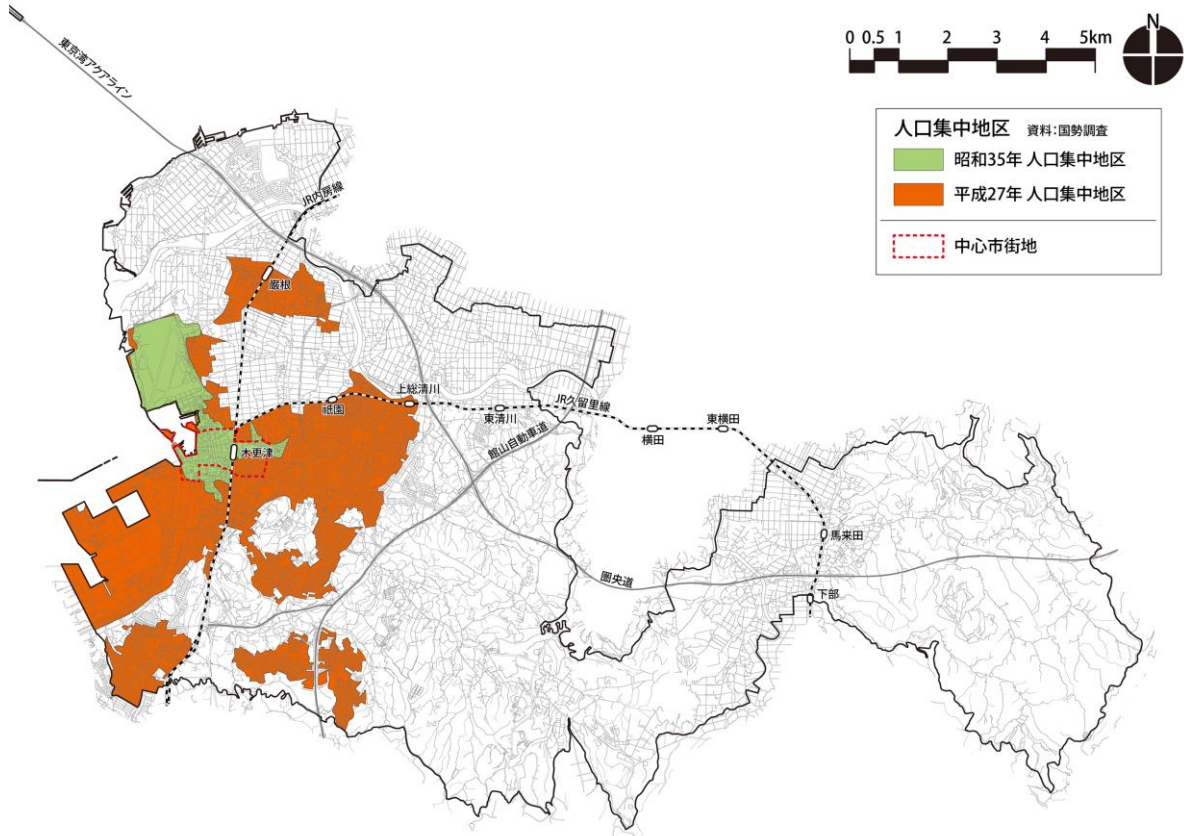 東京湾アクアライン
0 0.5 1 2 3 4 5km
N
人口集中地区 資料：国勢調査
昭和35年 人口集中地区
平成27年 人口集中地区
中心市街地
JR内房線
巌根
祇園
上総清川
東清川
JR久留里線
横田
東横田
木更津
館山自動車道
馬来田
圏央道
下部